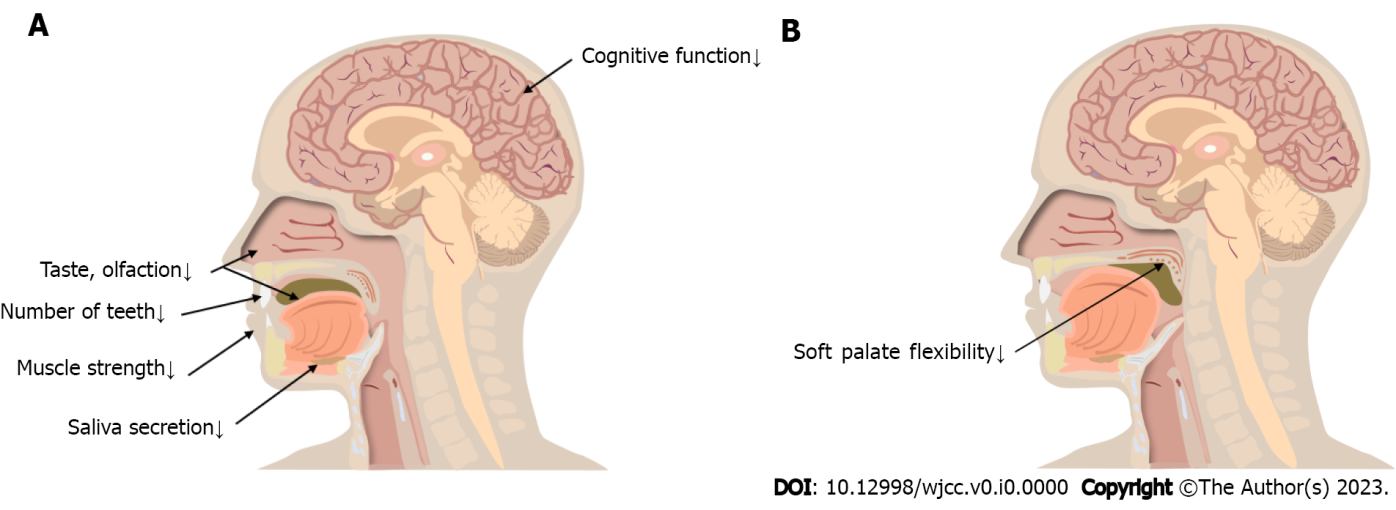 A
Cognitive function↓
Taste, olfaction↓
Number of teeth↓
Muscle strength↓
Saliva secretion↓
B
Soft palate flexibility↓
DOI: 10.12998/wjcc.v0.i0.0000 Copyright ©The Author(s) 2023.